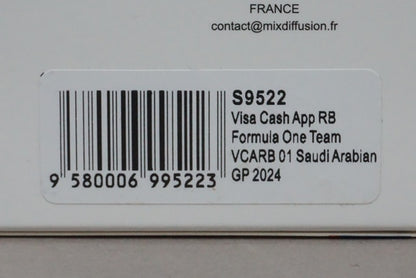 FRANCE
contact@mixdiffusion.com
S9522
Visa Cash App RB
Formula One Team
VCARB 01 Saudi Arabian
GP 2024
9 580006 995223